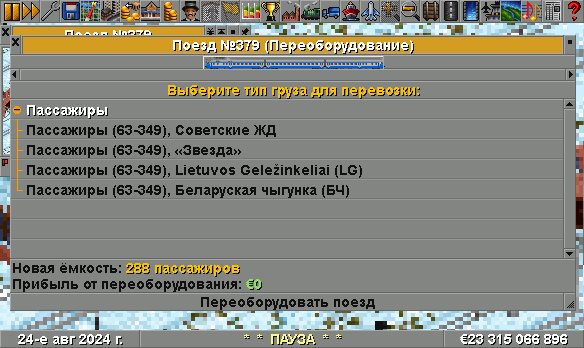 Поезд №379
Поезд №379 (Переоборудование)
Выберите тип груза для перевозки:
Пассажиры
Пассажиры (63-349), Советские ЖД
Пассажиры (63-349), «Звезда»
Пассажиры (63-349), Lietuvos Geležinkeliai (LG)
Пассажиры (63-349), Беларуская чыгунка (БЧ)
Новая ёмкость: 288 пассажиров
Прибыль от переоборудования: €0
Переоборудовать поезд
24-е авг 2024 г.
* * ПАУЗА * *
€23 315 066 896